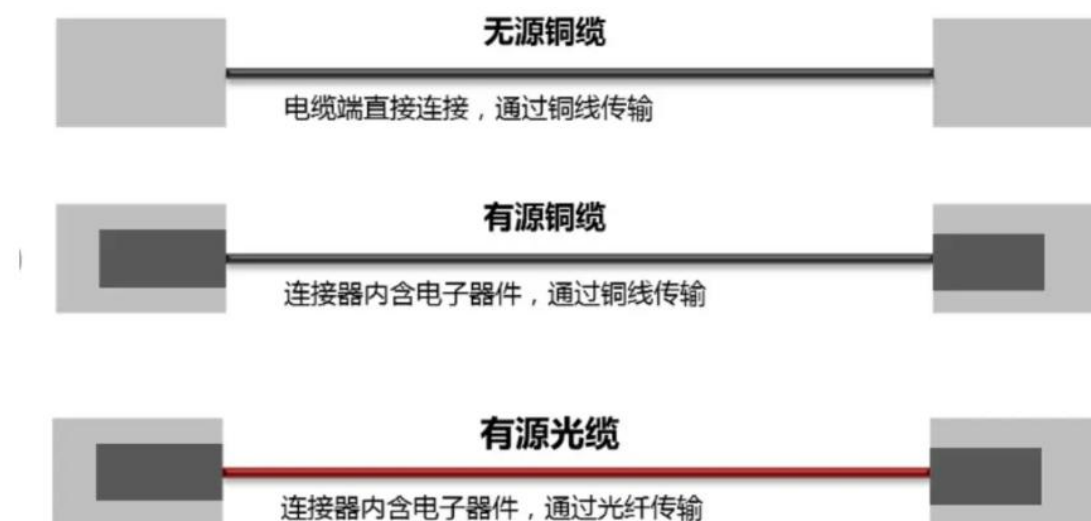 无源铜缆
电缆端直接连接，通过铜线传输
有源铜缆
连接器内含电子器件，通过铜线传输
有源光缆
连接器内含电子器件，通过光纤传输